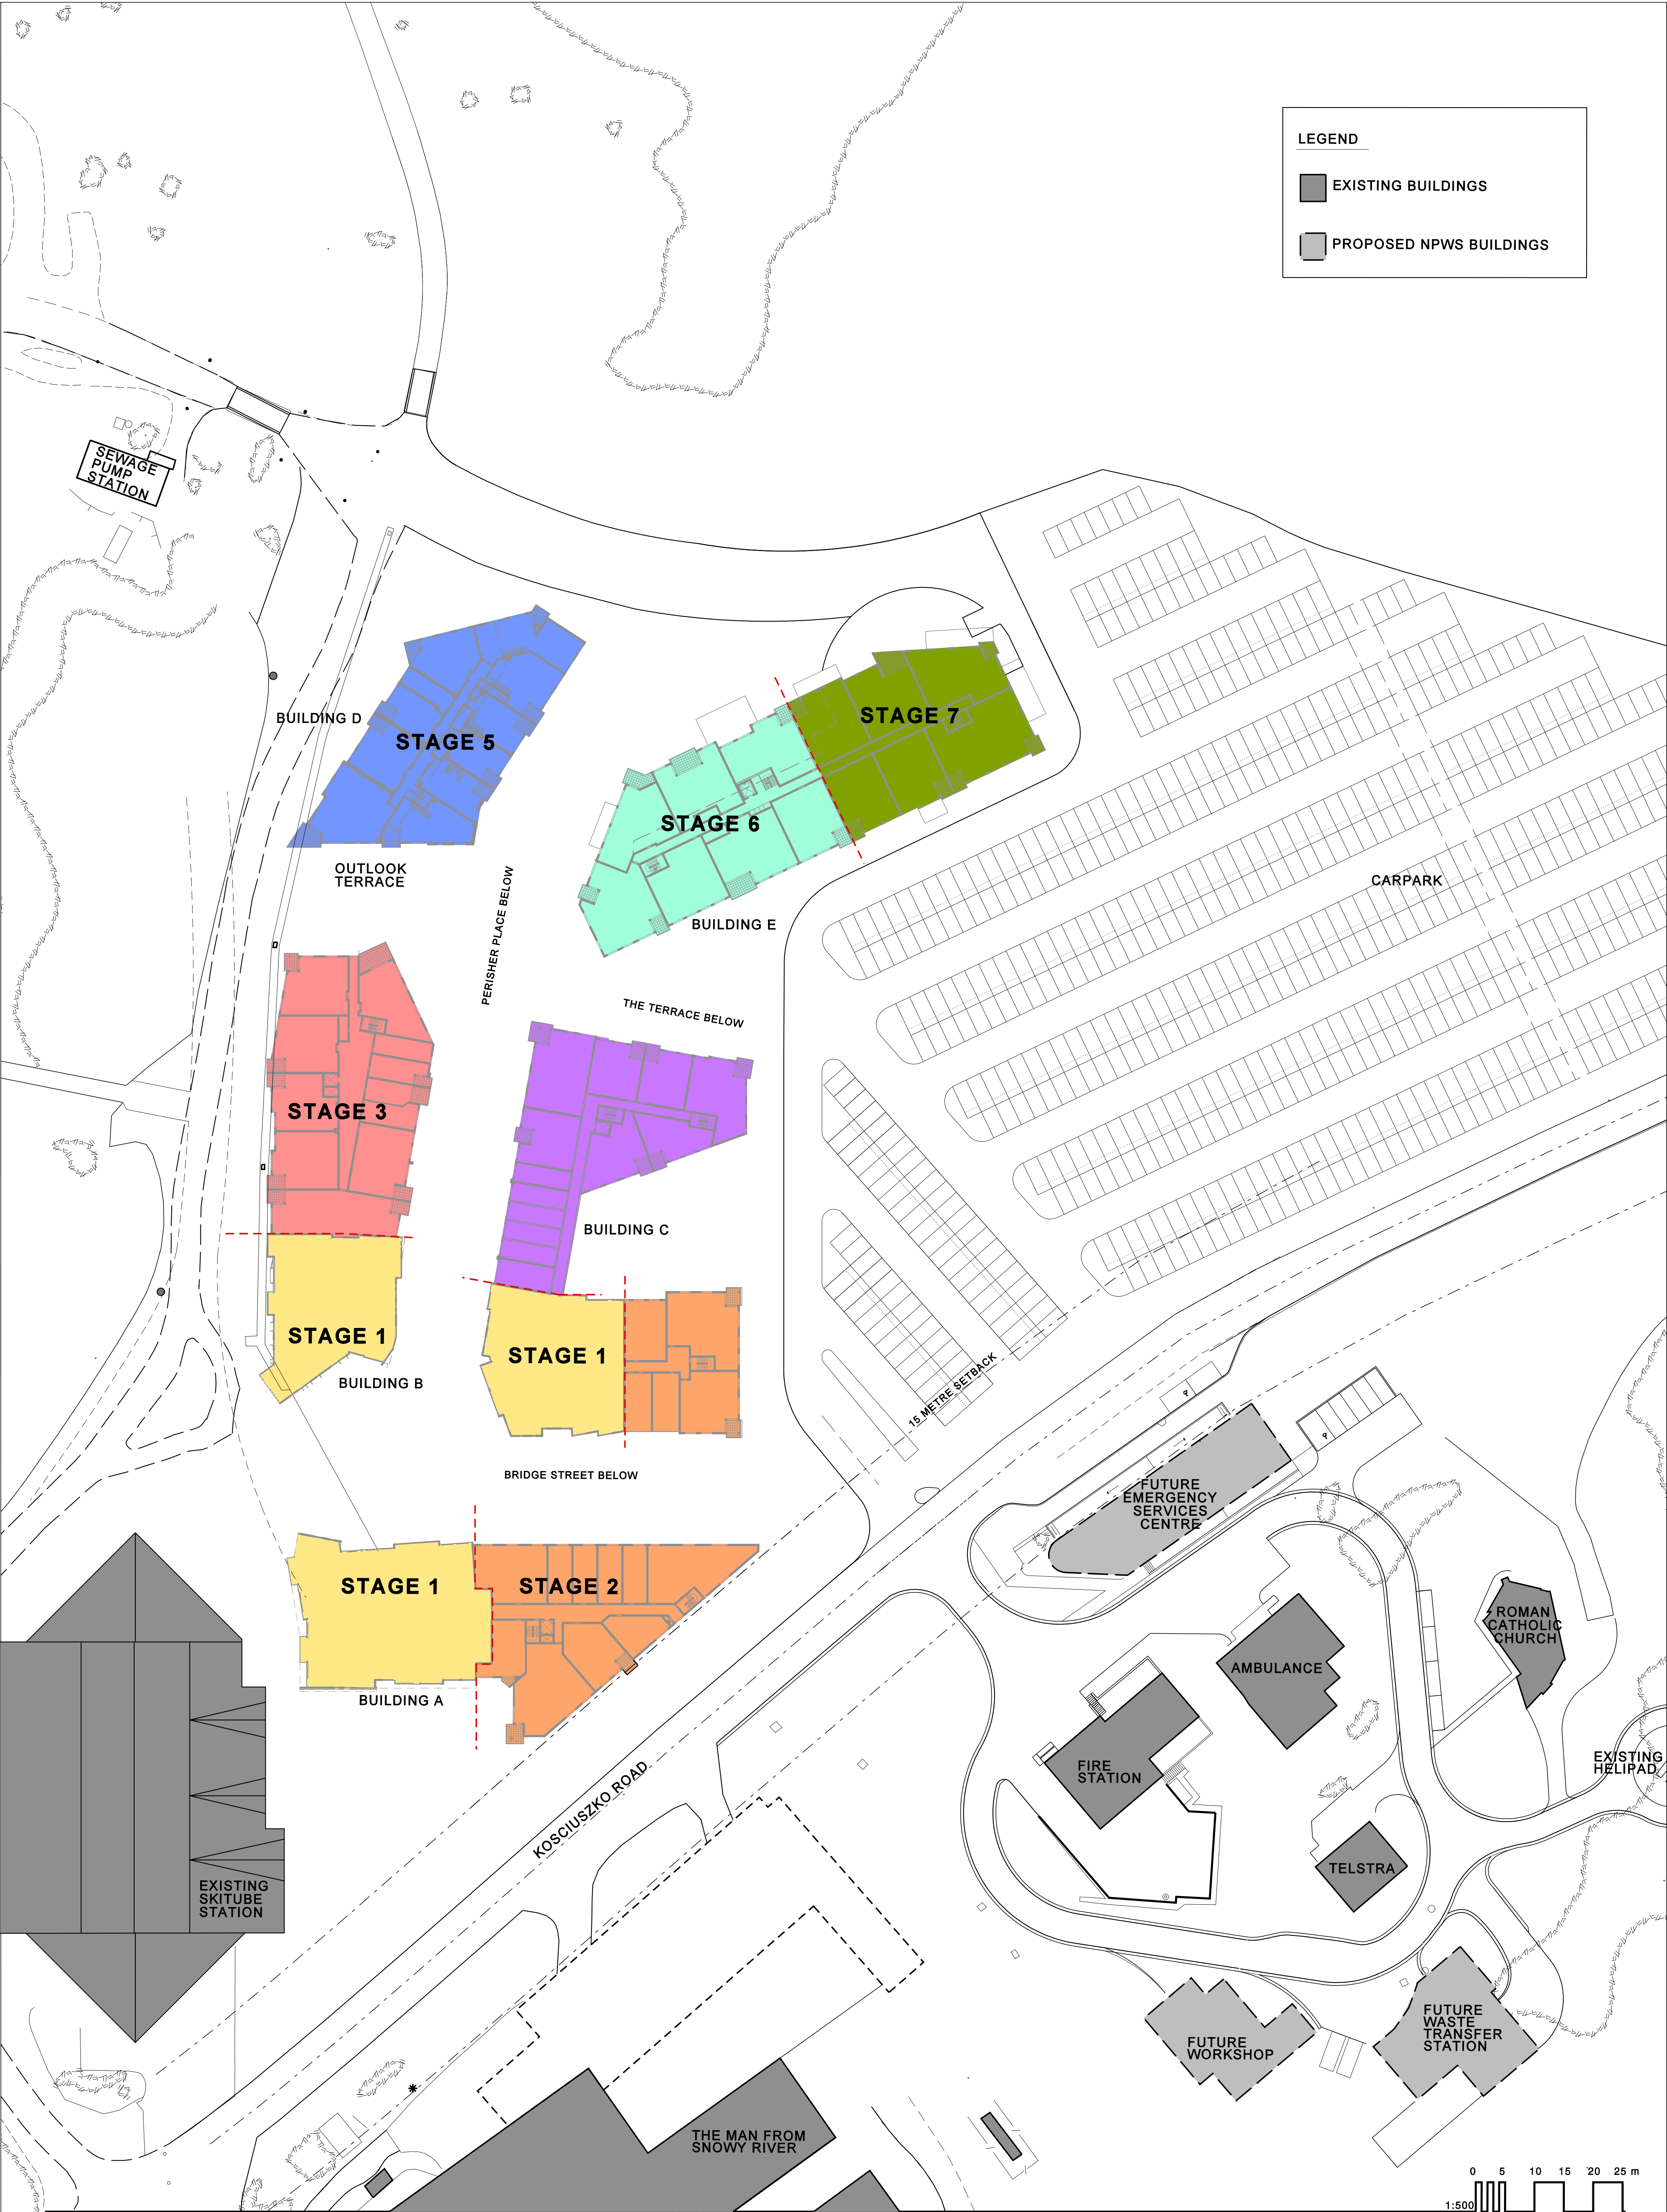 LEGEND
EXISTING BUILDINGS
PROPOSED NPWS BUILDINGS
SEWAGE
PUMP
STATION
BUILDING D
STAGE 5
STAGE 7
STAGE 6
OUTLOOK
TERRACE
PERISHER PLACE BELOW
BUILDING E
CARPARK
THE TERRACE BELOW
STAGE 3
BUILDING C
STAGE 1
BUILDING B
STAGE 1
15 METRE SETBACK
BRIDGE STREET BELOW
FUTURE
EMERGENCY
SERVICES
CENTRE
STAGE 1
STAGE 2
BUILDING A
ROMAN
CATHOLIC
CHURCH
AMBULANCE
FIRE
STATION
EXISTING
HELIPAD
KOSCIUSZKO ROAD
TELSTRA
EXISTING
SKITUBE
STATION
FUTURE
WORKSHOP
FUTURE
WASTE
TRANSFER
STATION
THE MAN FROM
SNOWY RIVER
0 5 10 15 20 25 m
1:500